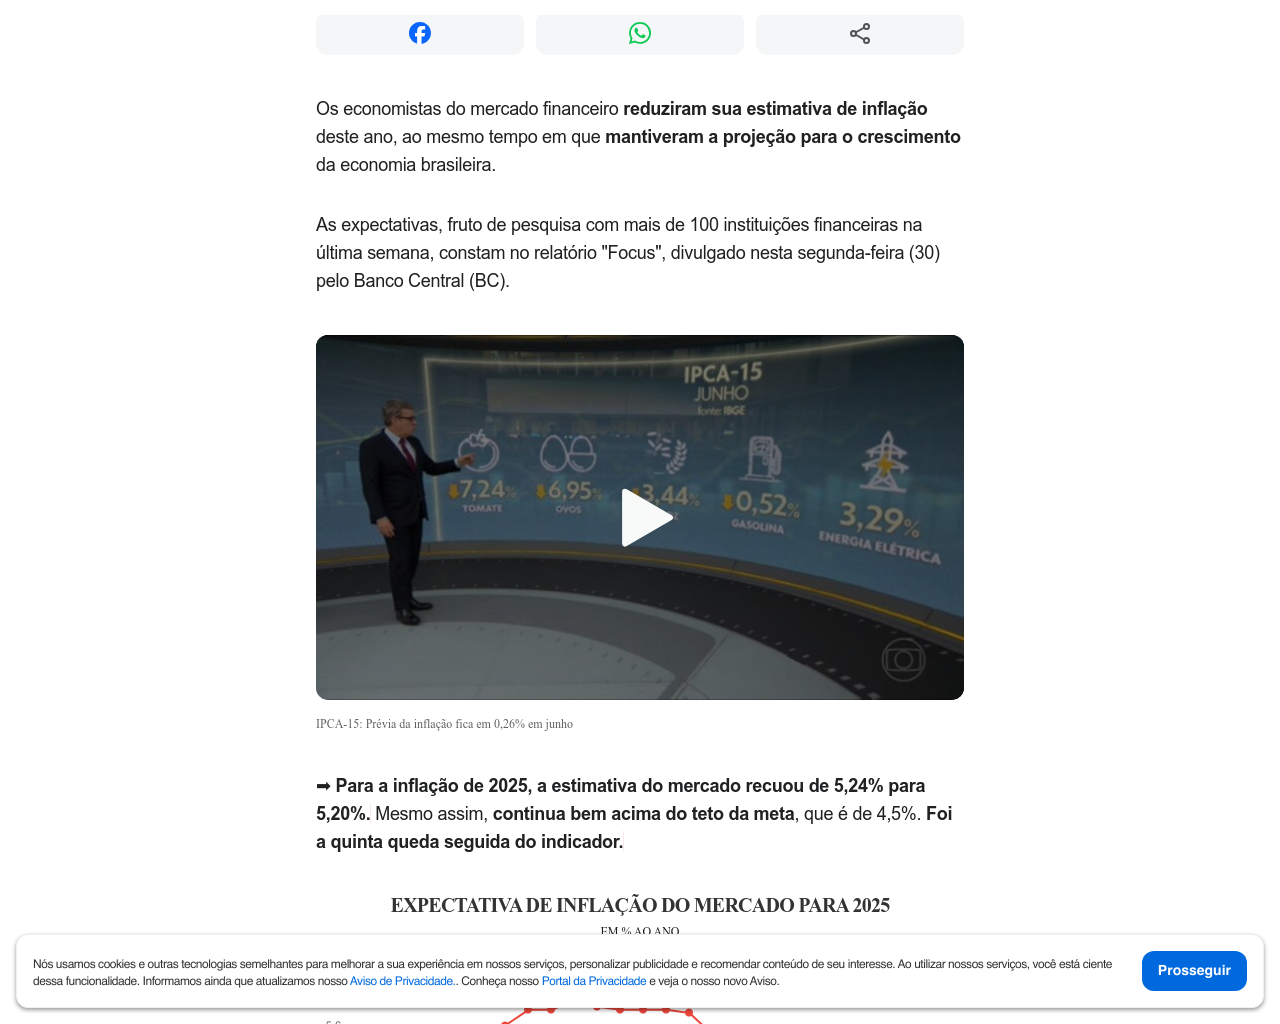 Os economistas do mercado financeiro reduziram sua estimativa de inflação
deste ano, ao mesmo tempo em que mantiveram a projeção para o crescimento
da economia brasileira.
As expectativas, fruto de pesquisa com mais de 100 instituições financeiras na
última semana, constam no relatório "Focus", divulgado nesta segunda-feira (30)
pelo Banco Central (BC).
IPCA-15
JUNHO
fonte: IBGE
7,24%
TOMATE
6,95%
OVOS
3,44%
0,52%
GASOLINA
3,29%
ENERGIA ELÉTRICA
IPCA-15: Prévia da inflação fica em 0,26% em junho
➡ Para a inflação de 2025, a estimativa do mercado recuou de 5,24% para
5,20%. Mesmo assim, continua bem acima do teto da meta, que é de 4,5%. Foi
a quinta queda seguida do indicador.
EXPECTATIVA DE INFLAÇÃO DO MERCADO PARA 2025
EM % AO ANO
Nós usamos cookies e outras tecnologias semelhantes para melhorar a sua experiência em nossos serviços, personalizar publicidade e recomendar conteúdo de seu interesse. Ao utilizar nossos serviços, você está ciente
dessa funcionalidade. Informamos ainda que atualizamos nosso Aviso de Privacidade.. Conheça nosso Portal da Privacidade e veja o nosso novo Aviso.
Prosseguir